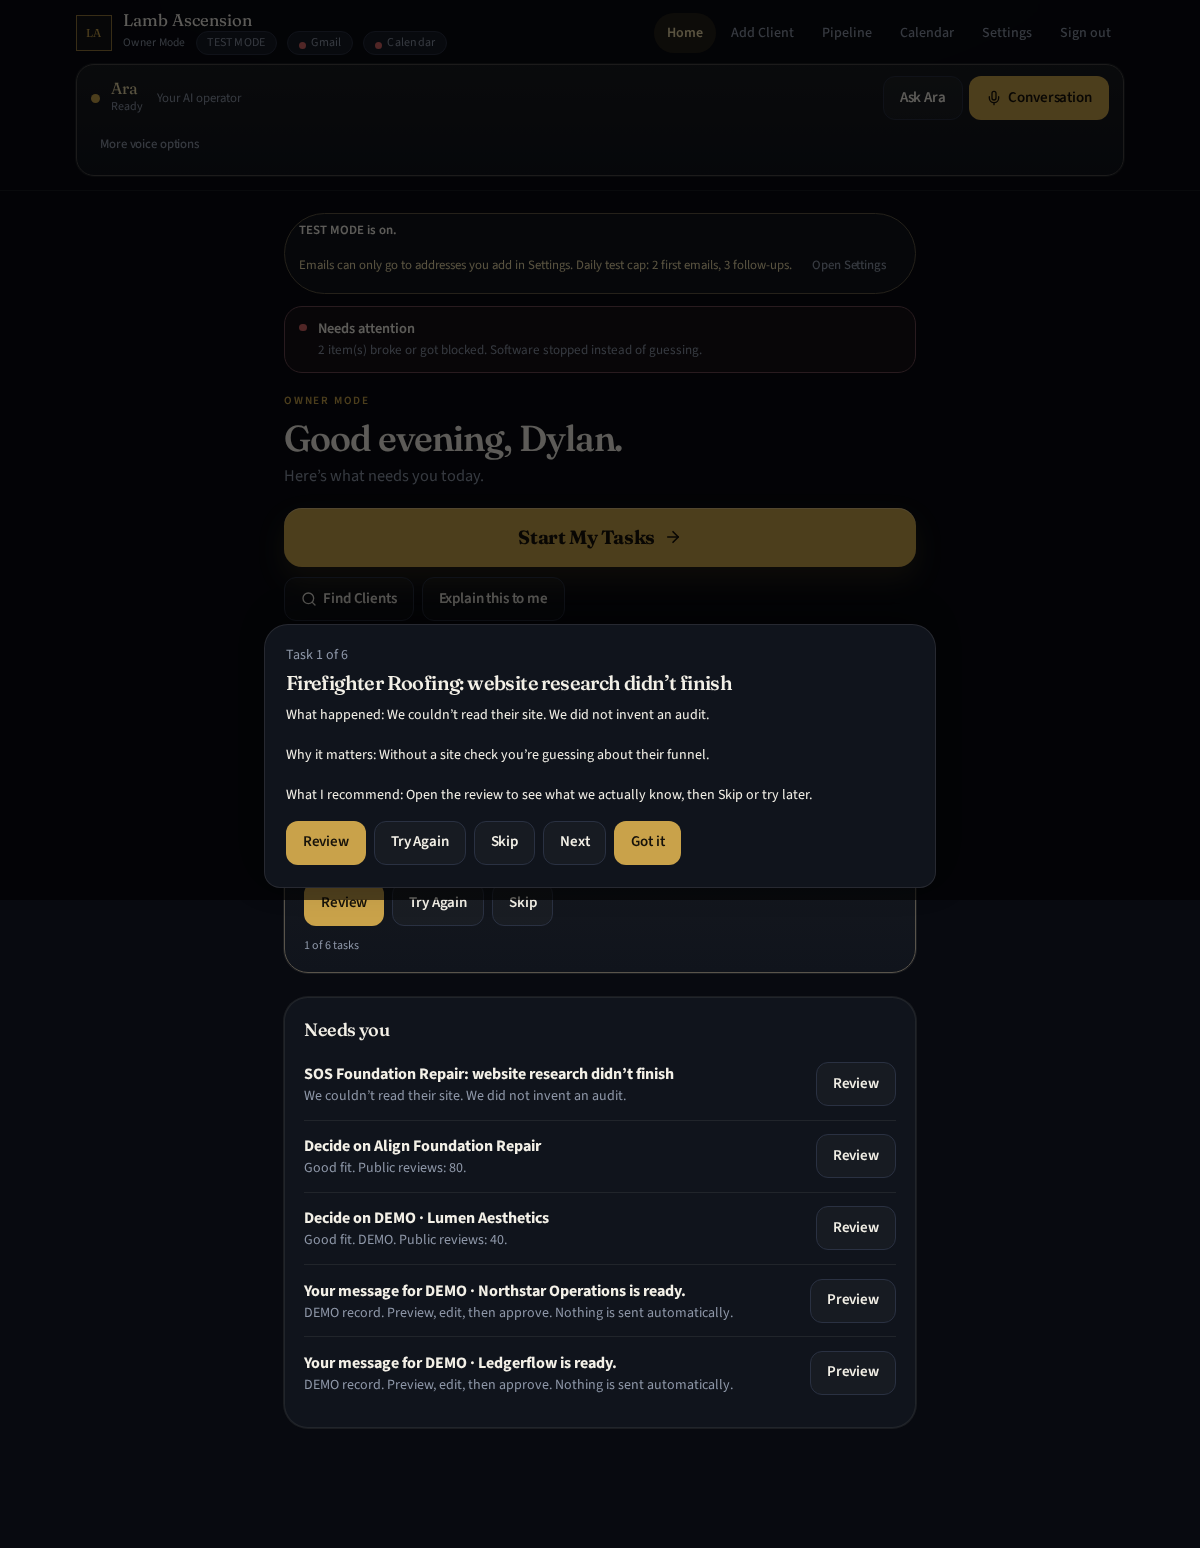 LA
Lamb Ascension
Owner Mode
TEST MODE
Gmail
Calendar
Home
Add Client
Pipeline
Calendar
Settings
Sign out
Ara
Ready
Your AI operator
Ask Ara
Conversation
More voice options
TEST MODE is on.
Emails can only go to addresses you add in Settings. Daily test cap: 2 first emails, 3 follow-ups.
Open Settings
Needs attention
2 item(s) broke or got blocked. Software stopped instead of guessing.
OWNER MODE
Good evening, Dylan.
Here’s what needs you today.
Start My Tasks
Find Clients
Explain this to me
Task 1 of 6
Firefighter Roofing: website research didn’t finish
What happened: We couldn’t read their site. We did not invent an audit.
Why it matters: Without a site check you’re guessing about their funnel.
What I recommend: Open the review to see what we actually know, then Skip or try later.
Review
Try Again
Skip
Next
Got it
Review
Try Again
Skip
1 of 6 tasks
Needs you
SOS Foundation Repair: website research didn’t finish
We couldn’t read their site. We did not invent an audit.
Review
Decide on Align Foundation Repair
Good fit. Public reviews: 80.
Review
Decide on DEMO · Lumen Aesthetics
Good fit. DEMO. Public reviews: 40.
Review
Your message for DEMO · Northstar Operations is ready.
DEMO record. Preview, edit, then approve. Nothing is sent automatically.
Preview
Your message for DEMO · Ledgerflow is ready.
DEMO record. Preview, edit, then approve. Nothing is sent automatically.
Preview